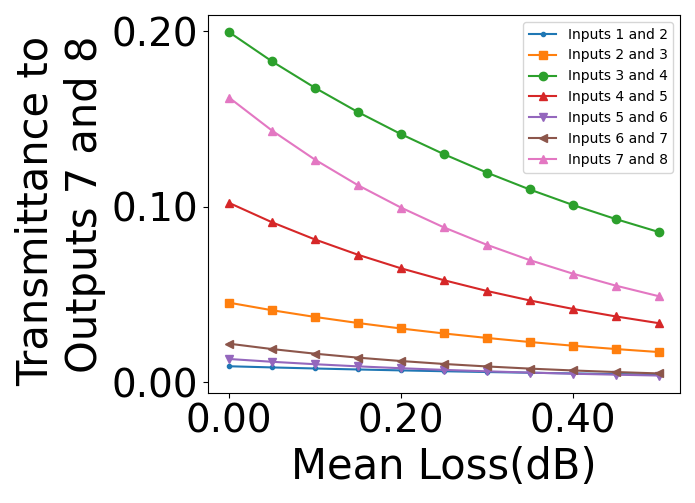 Transmittance to
Outputs 7 and 8
0.20
0.10
0.00
0.00
0.20
0.40
Mean Loss(dB)
Inputs 1 and 2
Inputs 2 and 3
Inputs 3 and 4
Inputs 4 and 5
Inputs 5 and 6
Inputs 6 and 7
Inputs 7 and 8